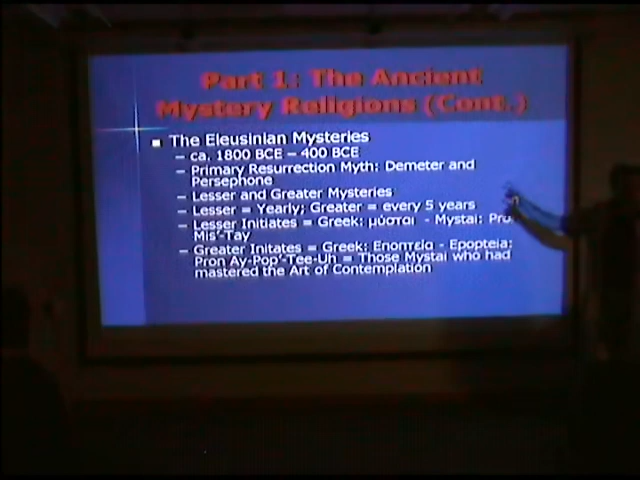 Part 1: The Ancient
Mystery Religions (Cont.)
The Eleusinian Mysteries
– ca. 1800 BCE – 400 BCE
– Primary Resurrection Myth: Demeter and
Persephone
– Lesser and Greater Mysteries
– Lesser = Yearly; Greater = every 5 years
– Lesser Initiates = Greek: μύσται - Mystai: Pro
Mis'-Tay
– Greater Initates = Greek: Εποπτεία - Epopteia:
Pron Ay-Pop'-Tee-Uh = Those Mystai who had
mastered the Art of Contemplation